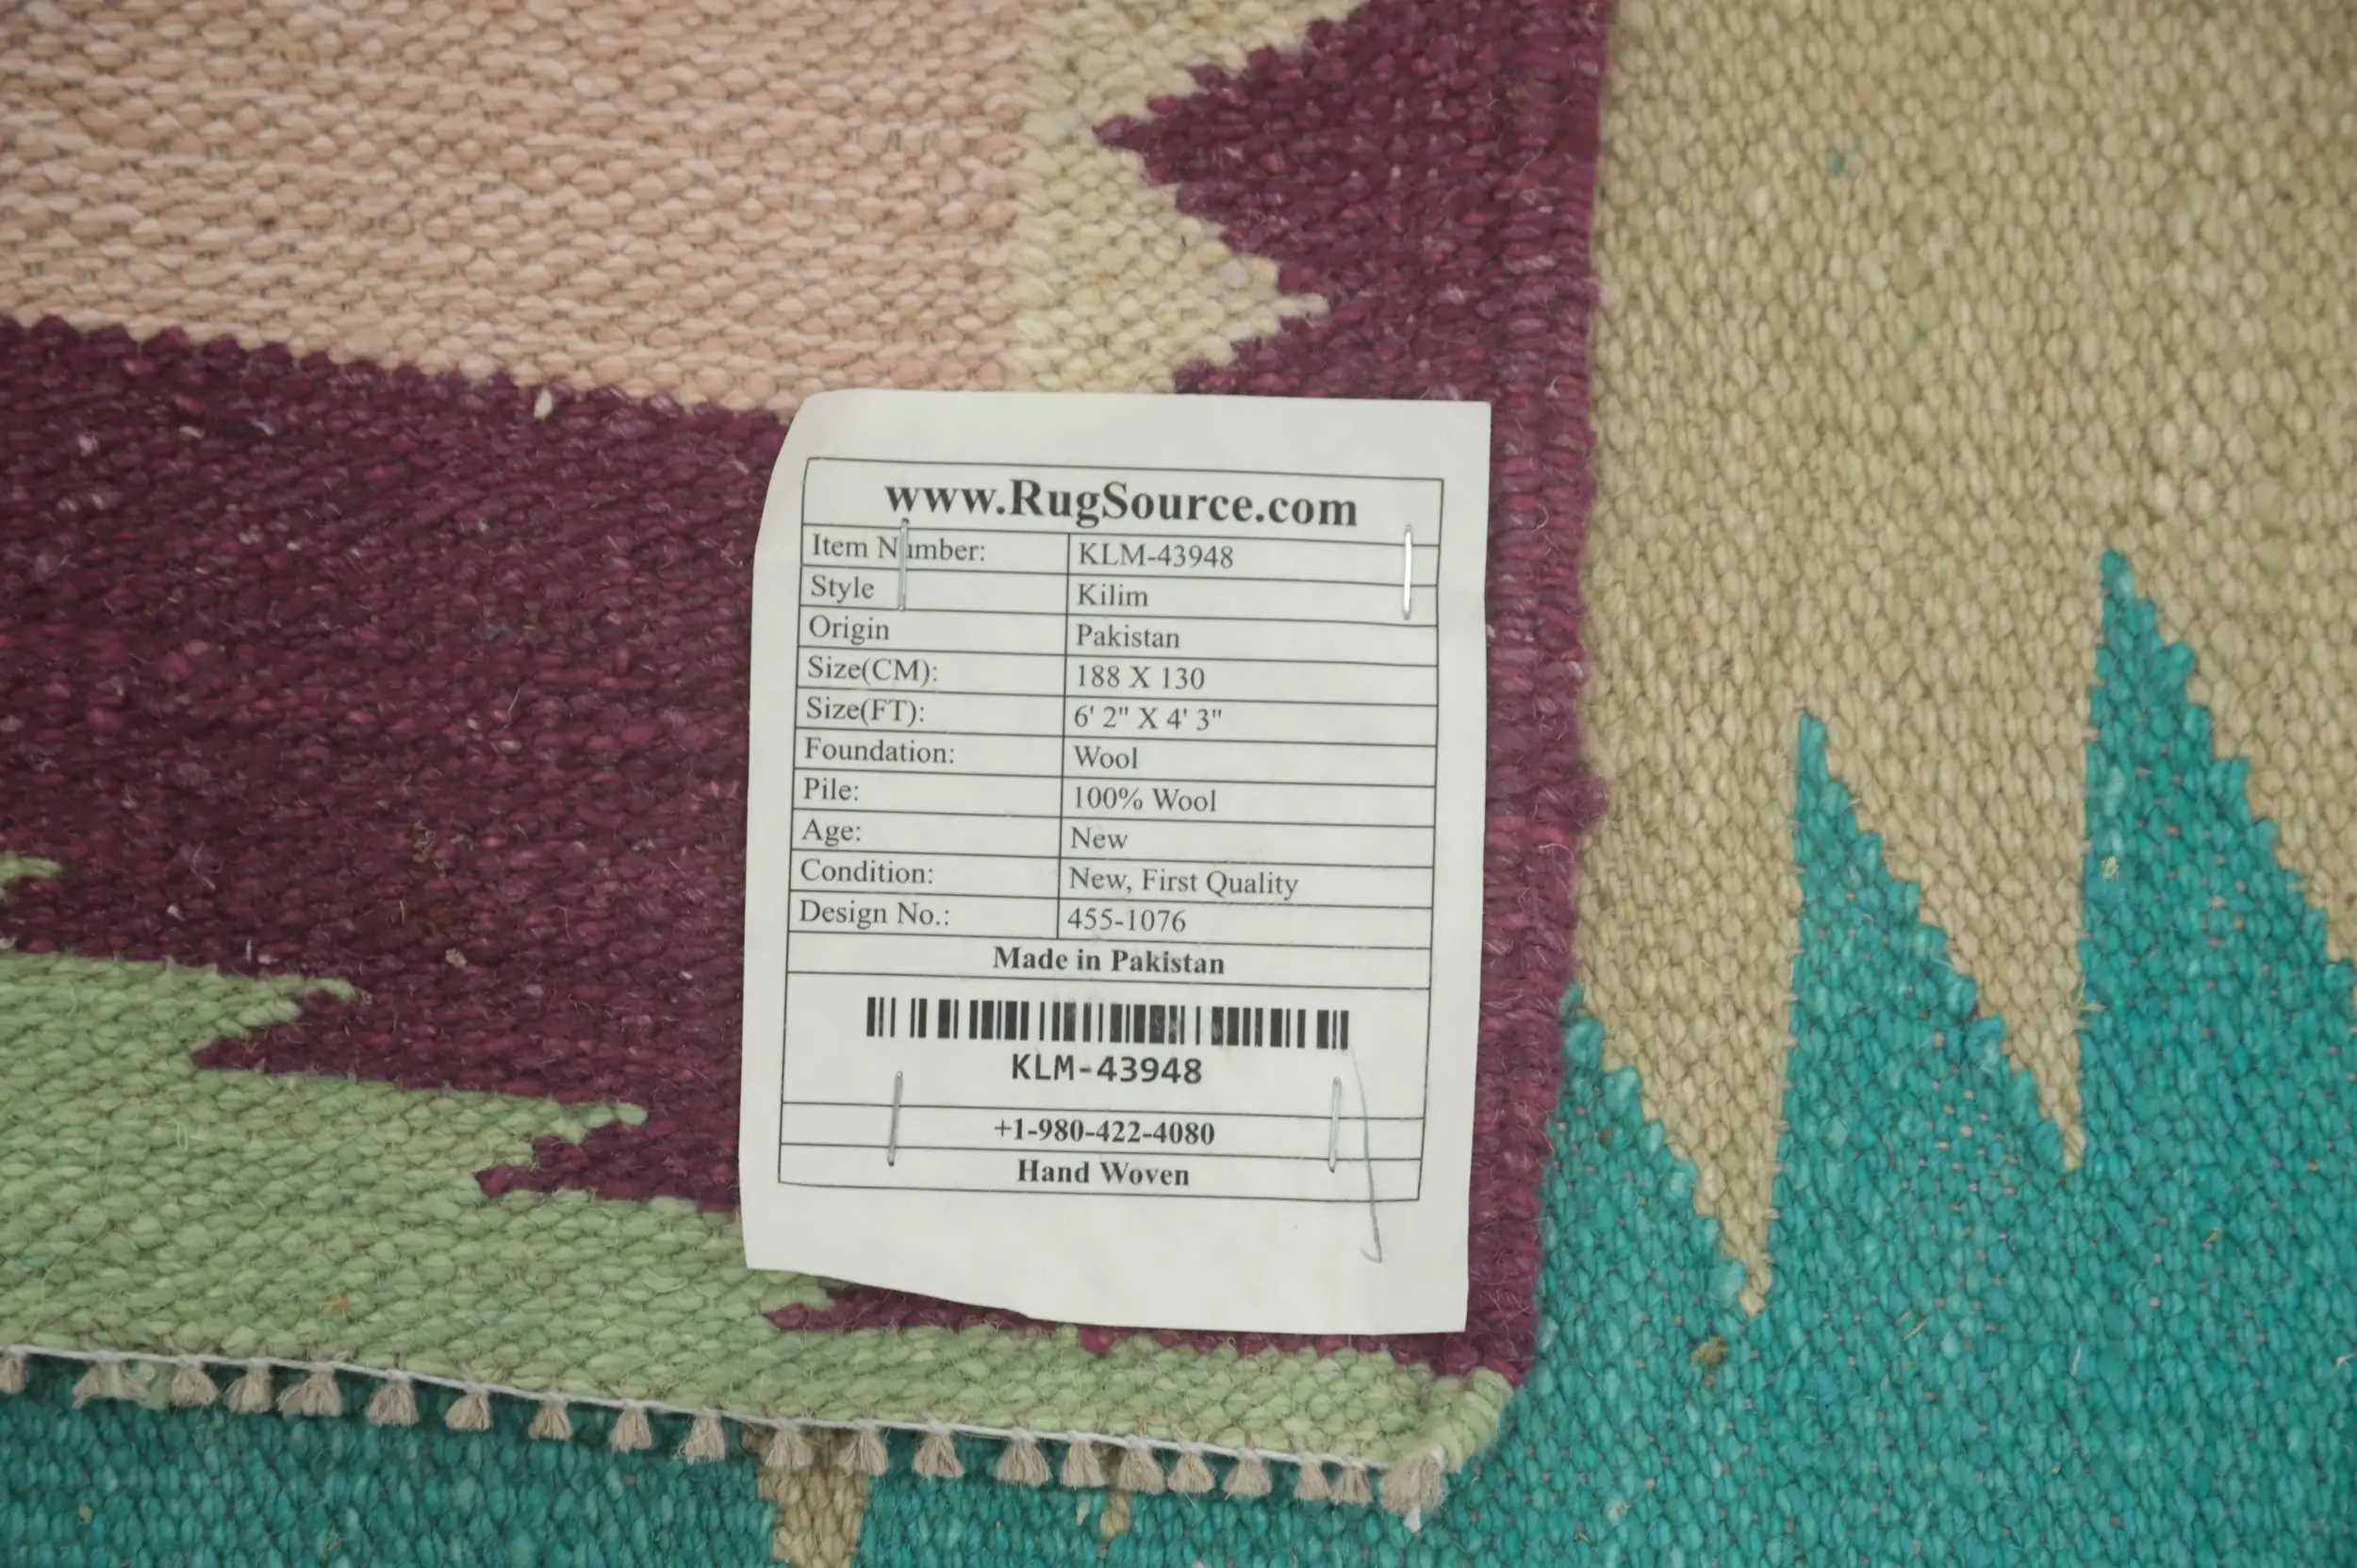 www.RugSource.com
Item Number: KLM-43948
Style Kilim
Origin Pakistan
Size(CM): 188 X 130
Size(FT): 6' 2" X 4' 3"
Foundation: Wool
Pile: 100% Wool
Age: New
Condition: New, First Quality
Design No.: 455-1076
Made in Pakistan
KLM-43948
+1-980-422-4080
Hand Woven